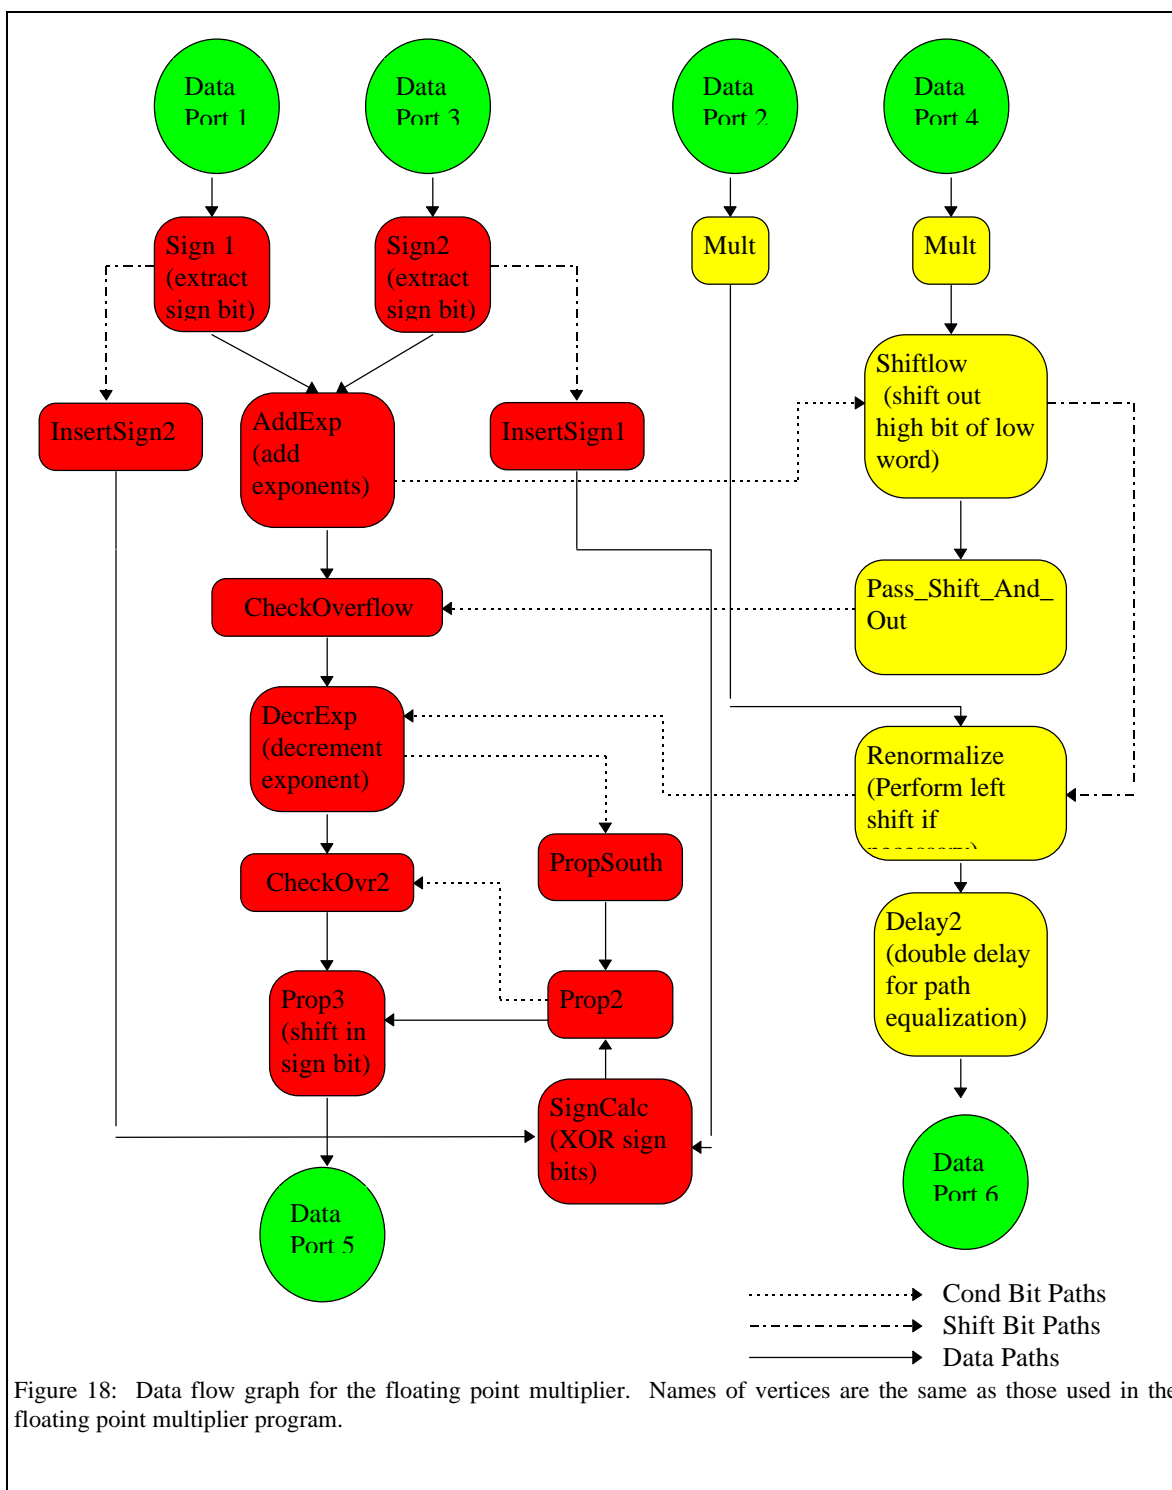 Data
Port 1
Data
Port 3
Data
Port 2
Data
Port 4
Sign 1
(extract
sign bit)
Sign2
(extract
sign bit)
Mult
Mult
Shiftlow
(shift out
high bit of low
word)
InsertSign2
AddExp
(add
exponents)
InsertSign1
CheckOverflow
Pass_Shift_And_
Out
DecrExp
(decrement
exponent)
Renormalize
(Perform left
shift if
necessary)
PropSouth
CheckOvr2
Delay2
(double delay
for path
equalization)
Prop3
(shift in
sign bit)
Prop2
SignCalc
(XOR sign
bits)
Data
Port 5
Data
Port 6
Cond Bit Paths
Shift Bit Paths
Data Paths
Figure 18: Data flow graph for the floating point multiplier. Names of vertices are the same as those used in the
floating point multiplier program.